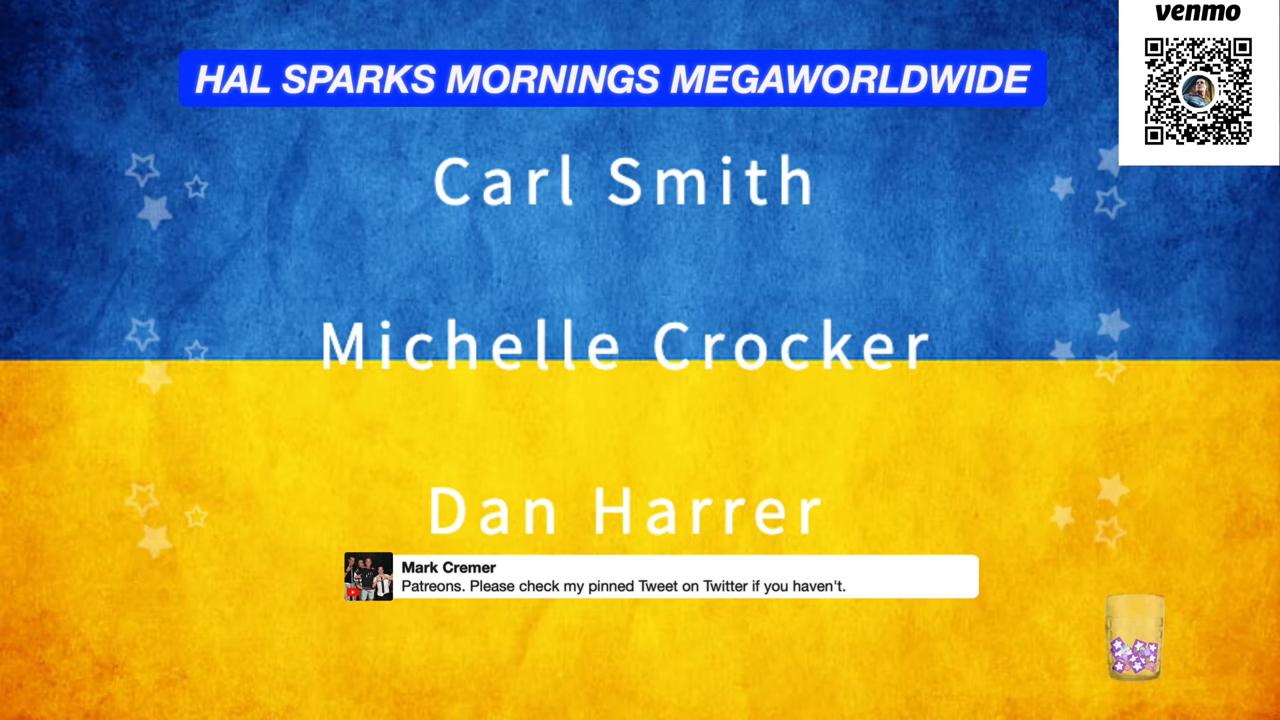 venmo
HAL SPARKS MORNINGS MEGAWORLDWIDE
Carl Smith
Michelle Crocker
Dan Harrer
Mark Cremer
Patreons. Please check my pinned Tweet on Twitter if you haven't.